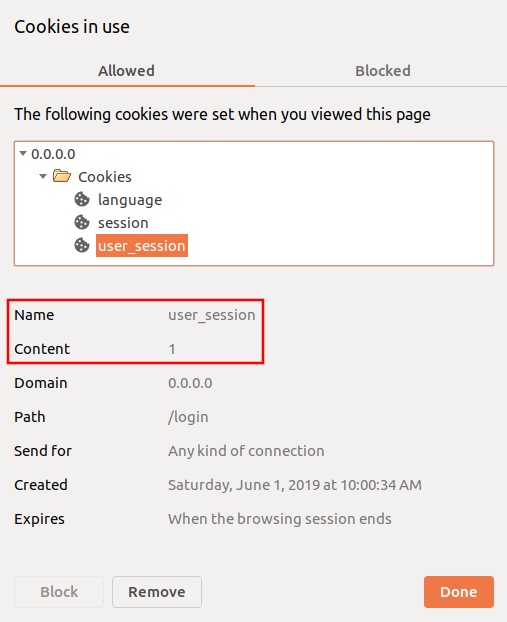 Cookies in use
Allowed Blocked
The following cookies were set when you viewed this page
0.0.0.0
Cookies
language
session
user_session
Name user_session
Content 1
Domain 0.0.0.0
Path /login
Send for Any kind of connection
Created Saturday, June 1, 2019 at 10:00:34 AM
Expires When the browsing session ends
Block Remove Done